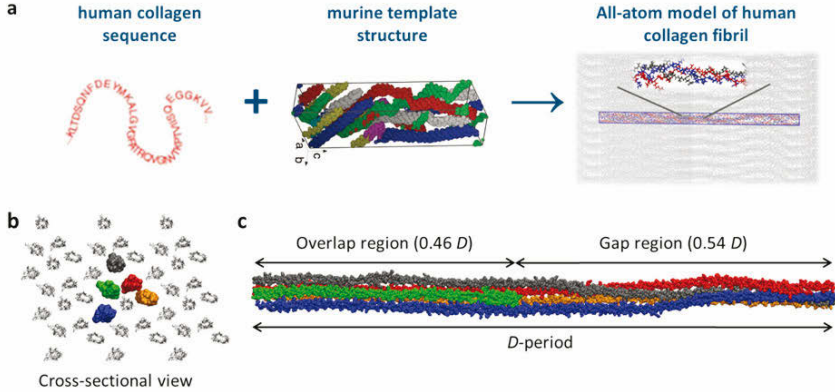 a
human collagen
sequence
murine template
structure
All-atom model of human
collagen fibril
+
a
b
c
b
Cross-sectional view
c
Overlap region (0.46 D)
Gap region (0.54 D)
D-period